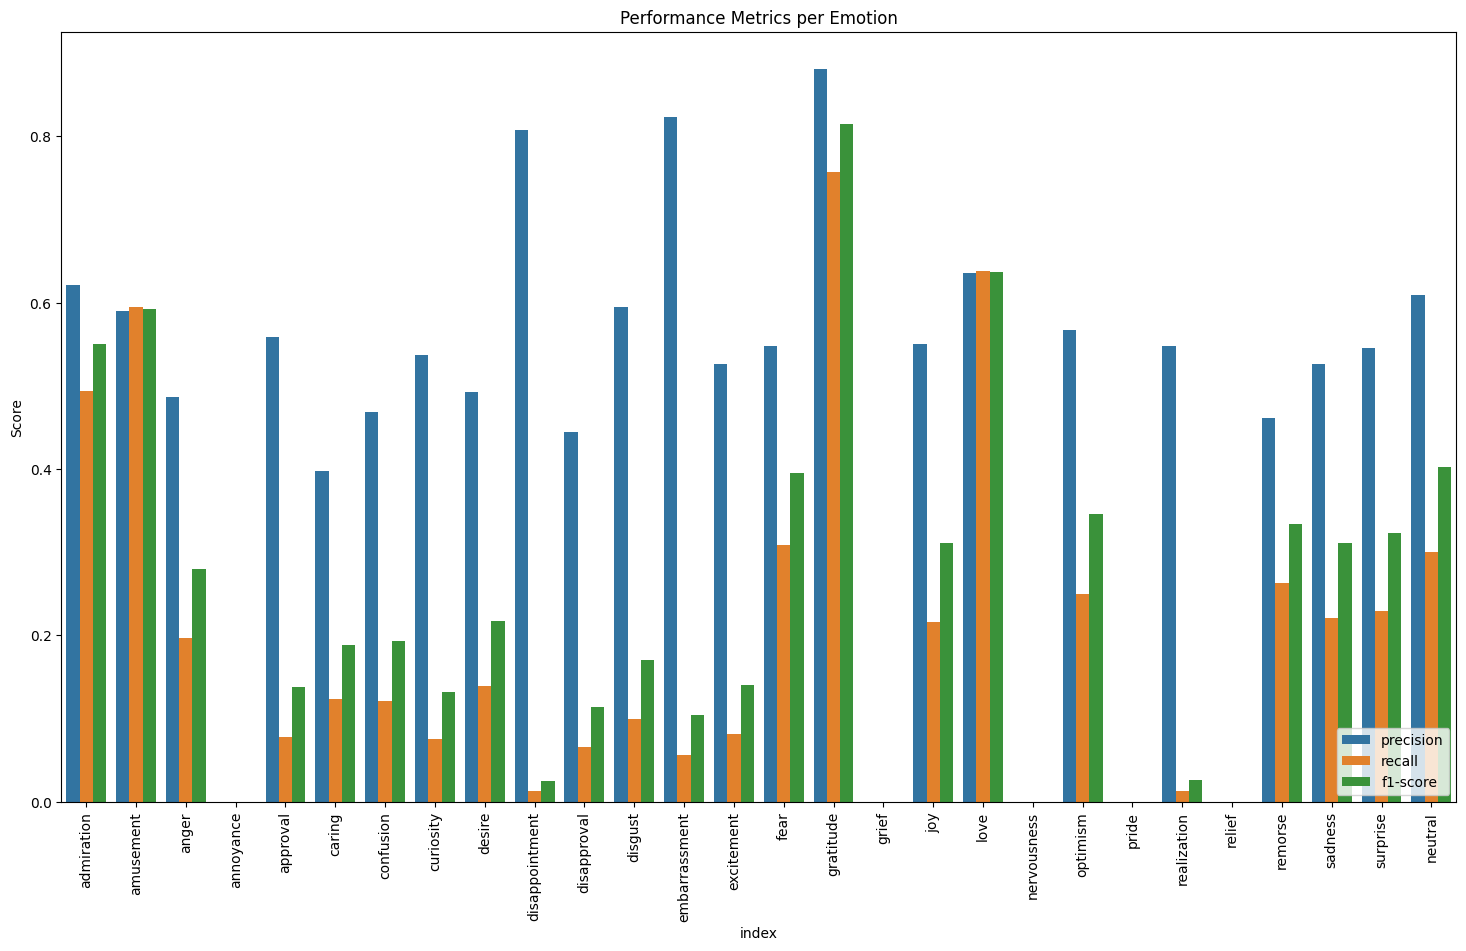 Performance Metrics per Emotion
Score
0.8
0.6
0.4
0.2
0.0
admiration
amusement
anger
annoyance
approval
caring
confusion
curiosity
desire
disappointment
disapproval
disgust
embarrassment
excitement
fear
gratitude
grief
joy
love
nervousness
optimism
pride
realization
relief
remorse
sadness
surprise
neutral
index
precision
recall
f1-score